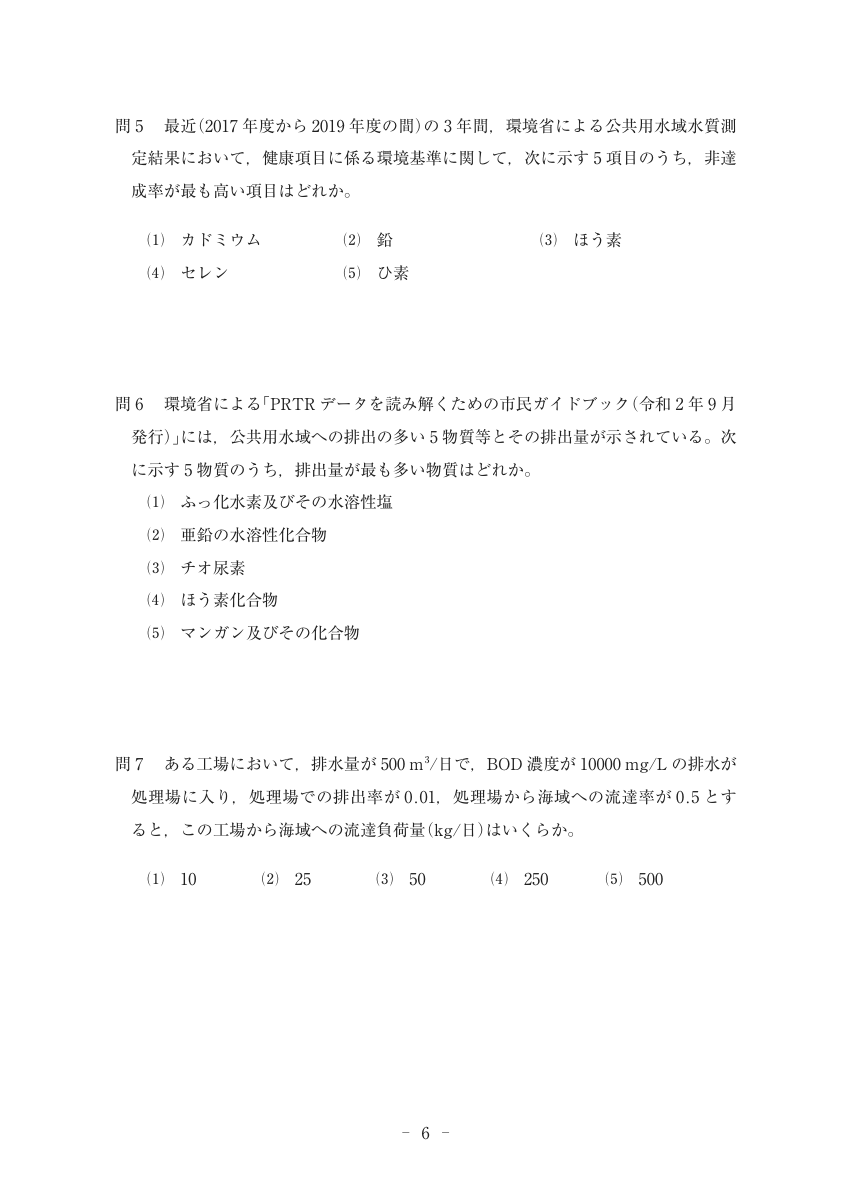 問5　最近(2017年度から2019年度の間)の3年間，環境省による公共用水域水質測
定結果において，健康項目に係る環境基準に関して，次に示す5項目のうち，非達
成率が最も高い項目はどれか。
(1)　カドミウム　(2)　鉛　(3)　ほう素
(4)　セレン　(5)　ひ素
問6　環境省による「PRTRデータを読み解くための市民ガイドブック(令和2年9月
発行)」には，公共用水域への排出の多い5物質等とその排出量が示されている。次
に示す5物質のうち，排出量が最も多い物質はどれか。
(1)　ふっ化水素及びその水溶性塩
(2)　亜鉛の水溶性化合物
(3)　チオ尿素
(4)　ほう素化合物
(5)　マンガン及びその化合物
問7　ある工場において，排水量が500 m³/日で，BOD濃度が10000 mg/Lの排水が
処理場に入り，処理場での排出率が0.01，処理場から海域への流達率が0.5とす
ると，この工場から海域への流達負荷量(kg/日)はいくらか。
(1)　10　(2)　25　(3)　50　(4)　250　(5)　500
– 6 –